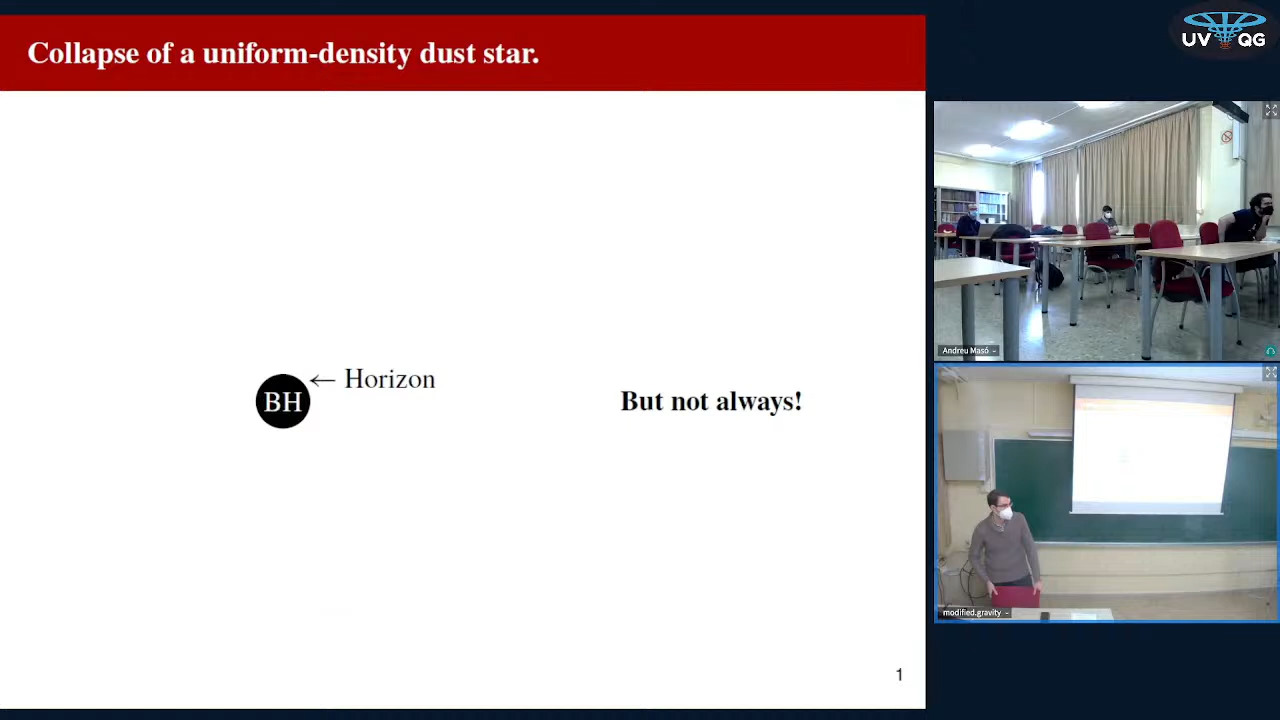 Collapse of a uniform-density dust star.
BH
← Horizon
But not always!
1
UV QG
Andreu Masó
modified.gravity